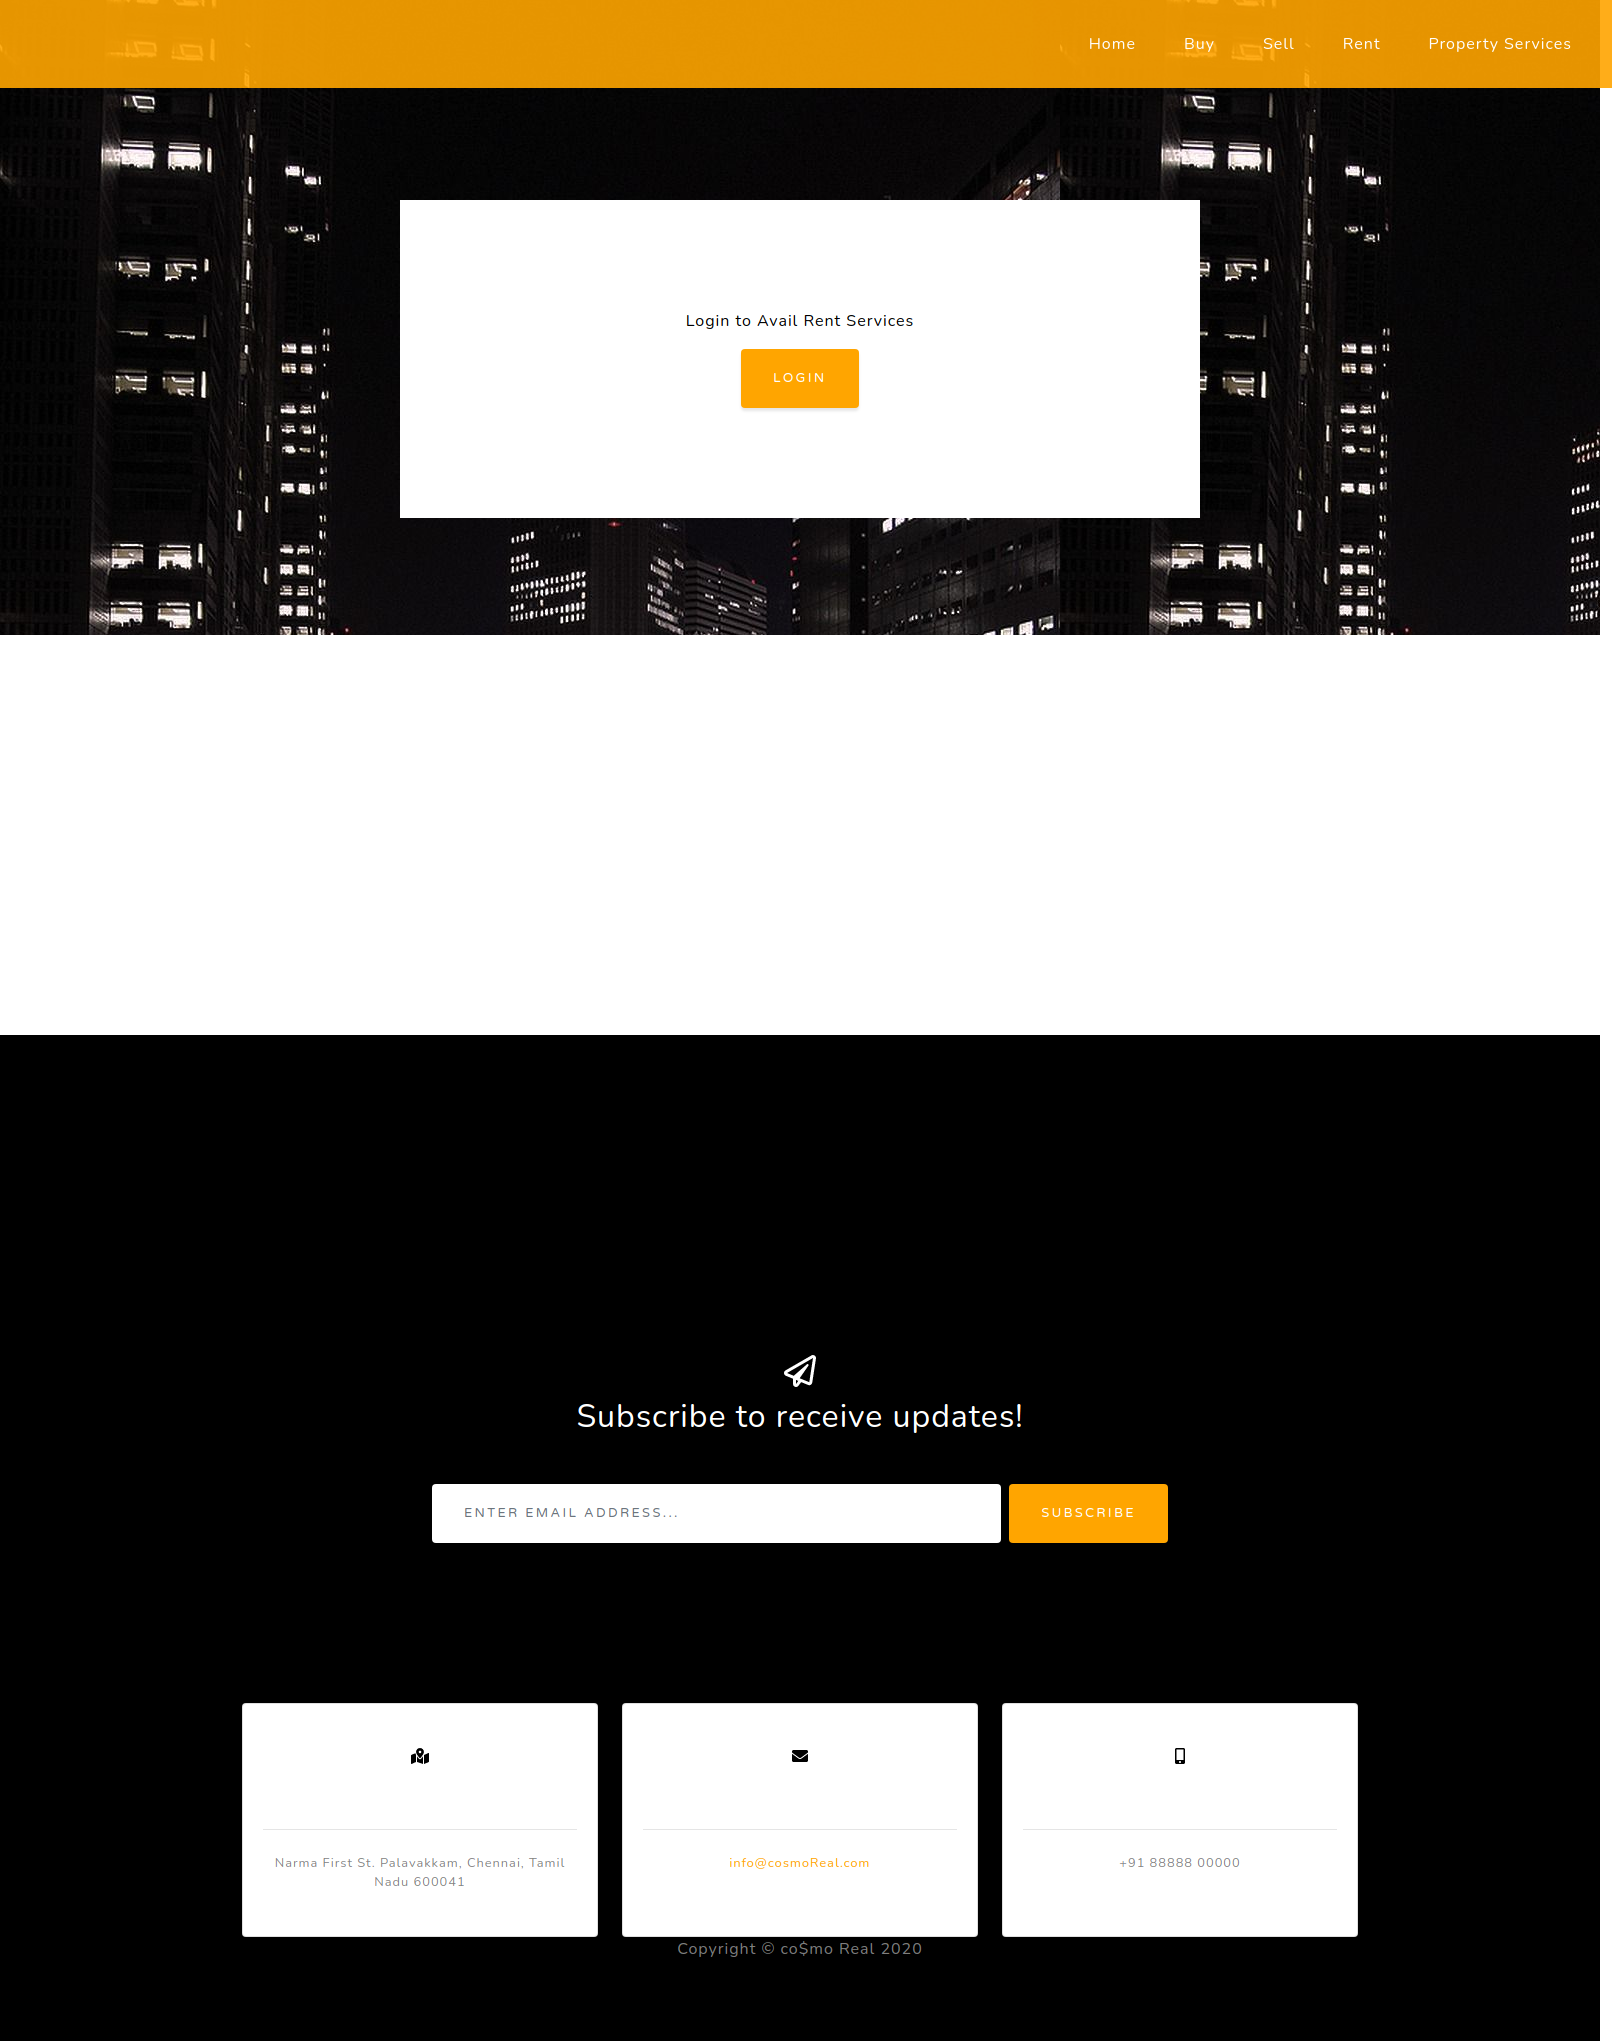 Home Buy Sell Rent Property Services
Login to Avail Rent Services
LOGIN
Subscribe to receive updates!
ENTER EMAIL ADDRESS... SUBSCRIBE
Narma First St. Palavakkam, Chennai, Tamil
Nadu 600041
info@cosmoReal.com
+91 88888 00000
Copyright © co$mo Real 2020